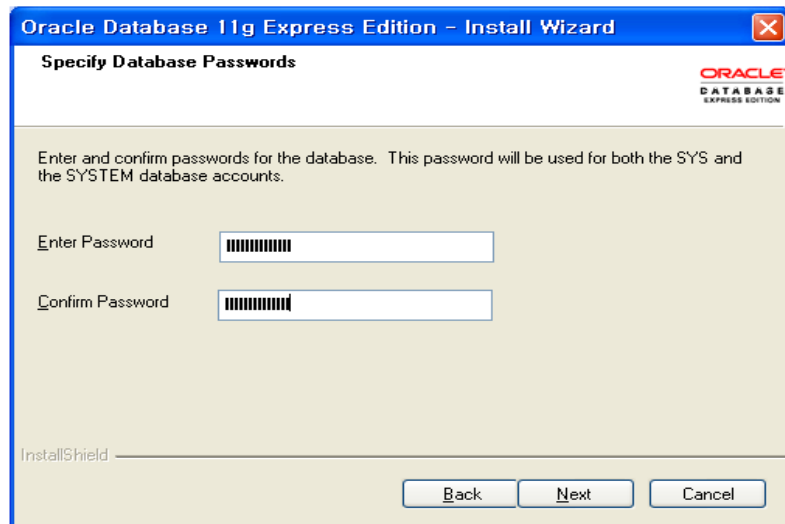 Oracle Database 11g Express Edition - Install Wizard
Specify Database Passwords
ORACLE
DATABASE
EXPRESS EDITION
Enter and confirm passwords for the database. This password will be used for both the SYS and
the SYSTEM database accounts.
Enter Password
Confirm Password
InstallShield
Back Next Cancel